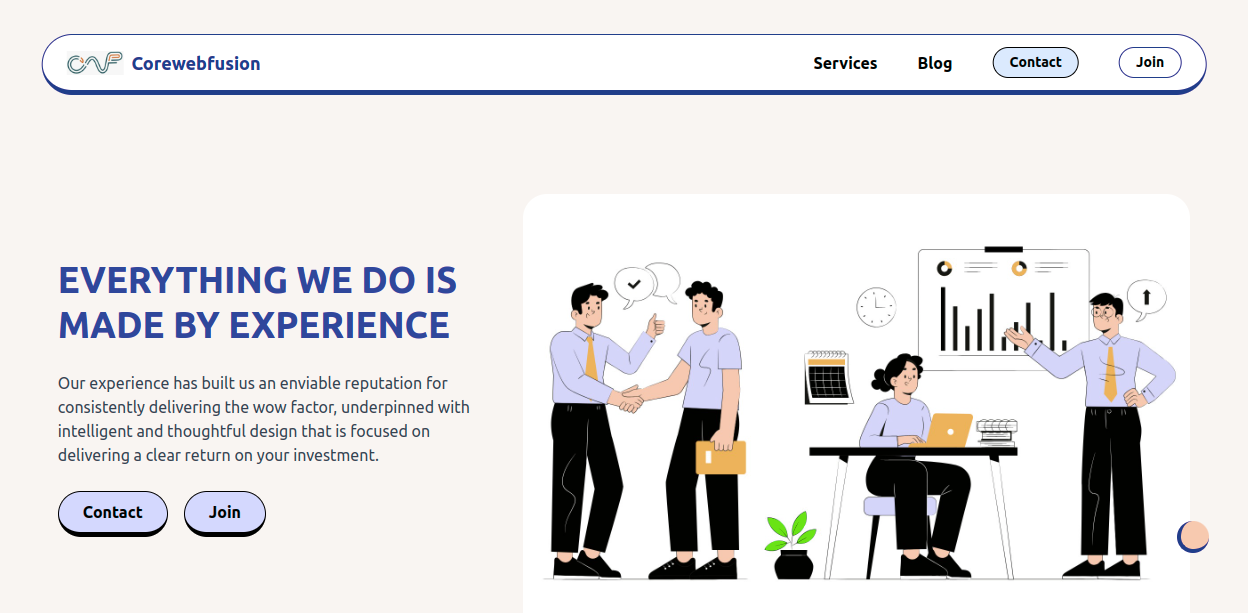 CWF Corewebfusion
Services
Blog
Contact
Join
EVERYTHING WE DO IS
MADE BY EXPERIENCE
Our experience has built us an enviable reputation for
consistently delivering the wow factor, underpinned with
intelligent and thoughtful design that is focused on
delivering a clear return on your investment.
Contact
Join